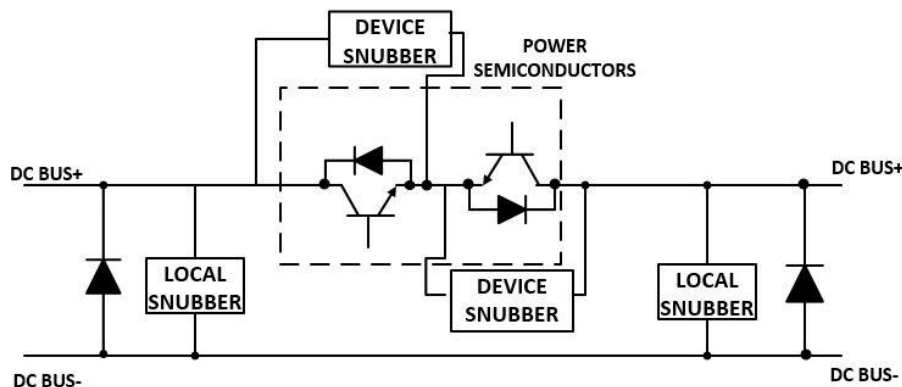 DEVICE
SNUBBER
POWER
SEMICONDUCTORS
DC BUS+
DC BUS+
LOCAL
SNUBBER
DEVICE
SNUBBER
LOCAL
SNUBBER
DC BUS-
DC BUS-